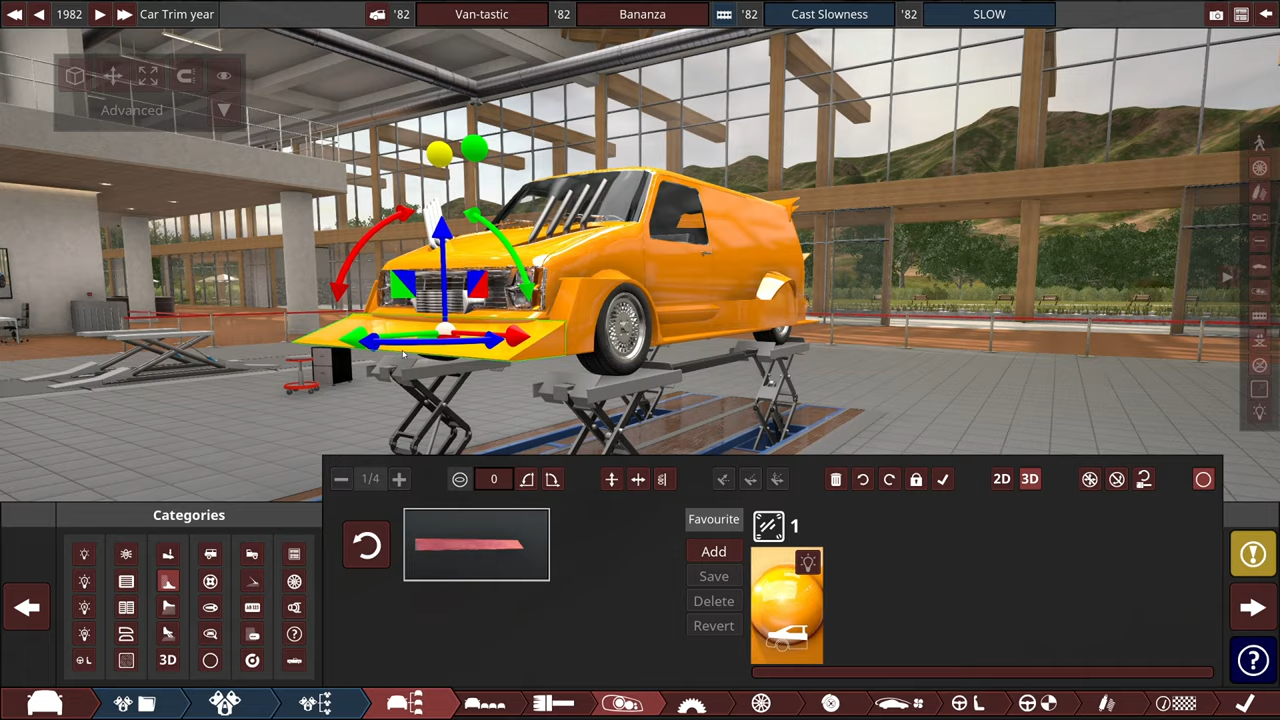 1982 Car Trim year '82 Van-tastic '82 Bananza '82 Cast Slowness '82 SLOW
Advanced
1/4 0 2D 3D
Categories
Favourite 1
Add
Save
Delete
Revert
3D